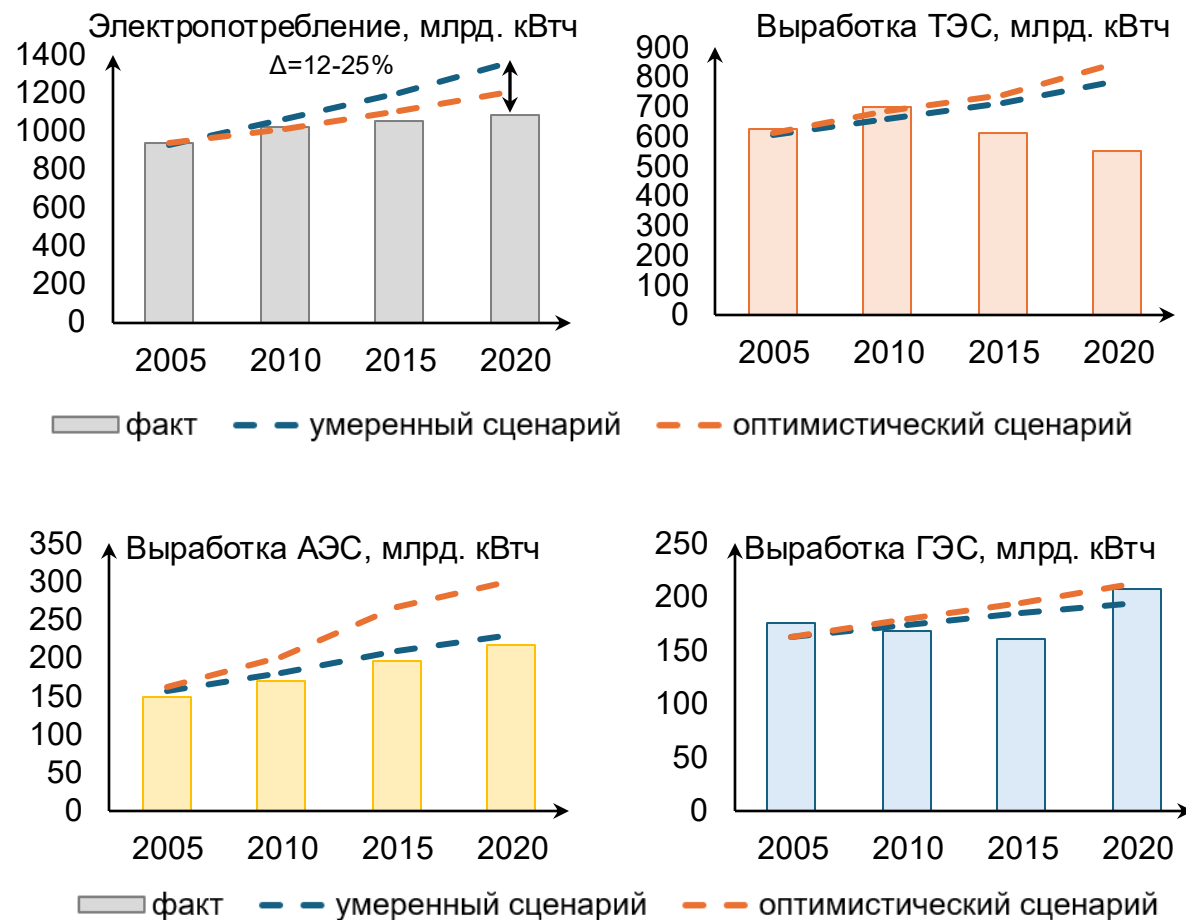 Электропотребление, млрд. кВтч
1400
1200
1000
800
600
400
200
0
Δ=12-25%
2005 2010 2015 2020
Выработка ТЭС, млрд. кВтч
900
800
700
600
500
400
300
200
100
0
2005 2010 2015 2020
факт умеренный сценарий оптимистический сценарий
Выработка АЭС, млрд. кВтч
350
300
250
200
150
100
50
0
2005 2010 2015 2020
Выработка ГЭС, млрд. кВтч
250
200
150
100
50
0
2005 2010 2015 2020
факт умеренный сценарий оптимистический сценарий